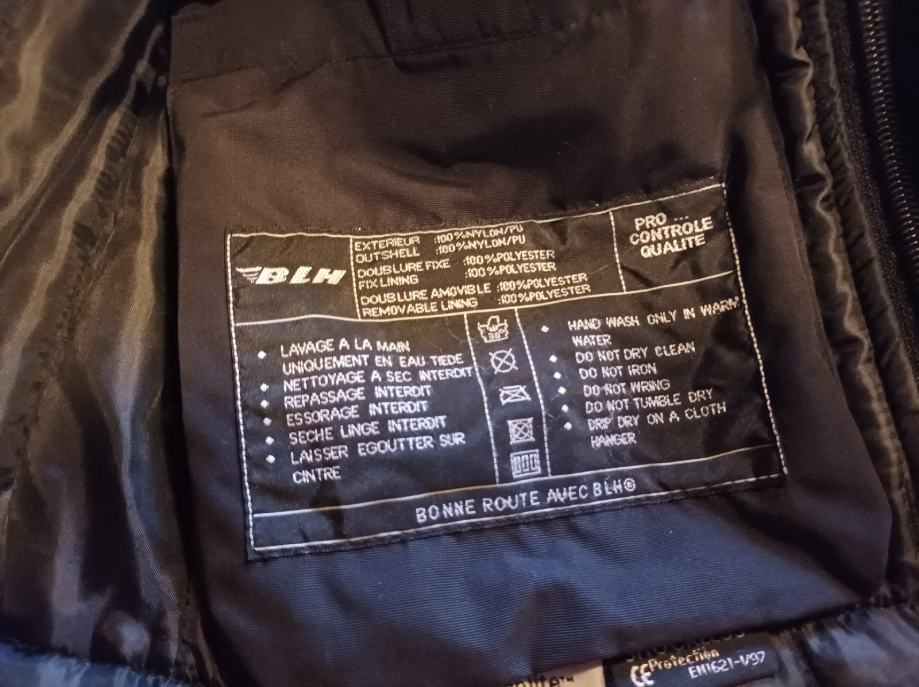 BLH
EXTERIEUR :100%NYLON/PU
OUTSHELL :100%NYLON/PU
DOUBLURE FIXE :100%POLYESTER
FIX LINING :100%POLYESTER
DOUBLURE AMOVIBLE :100%POLYESTER
REMOVABLE LINING :100%POLYESTER
PRO ...
CONTROLE
QUALITE
• LAVAGE A LA MAIN
UNIQUEMENT EN EAU TIEDE
• NETTOYAGE A SEC INTERDIT
• REPASSAGE INTERDIT
• ESSORAGE INTERDIT
• SECHE LINGE INTERDIT
• LAISSER EGOUTTER SUR
CINTRE
30°
• HAND WASH ONLY IN WARM
WATER
• DO NOT DRY CLEAN
• DO NOT IRON
• DO NOT WRING
• DO NOT TUMBLE DRY
• DRIP DRY ON A CLOTH
HANGER
BONNE ROUTE AVEC BLH®
CE Protection
EN1621-1/97